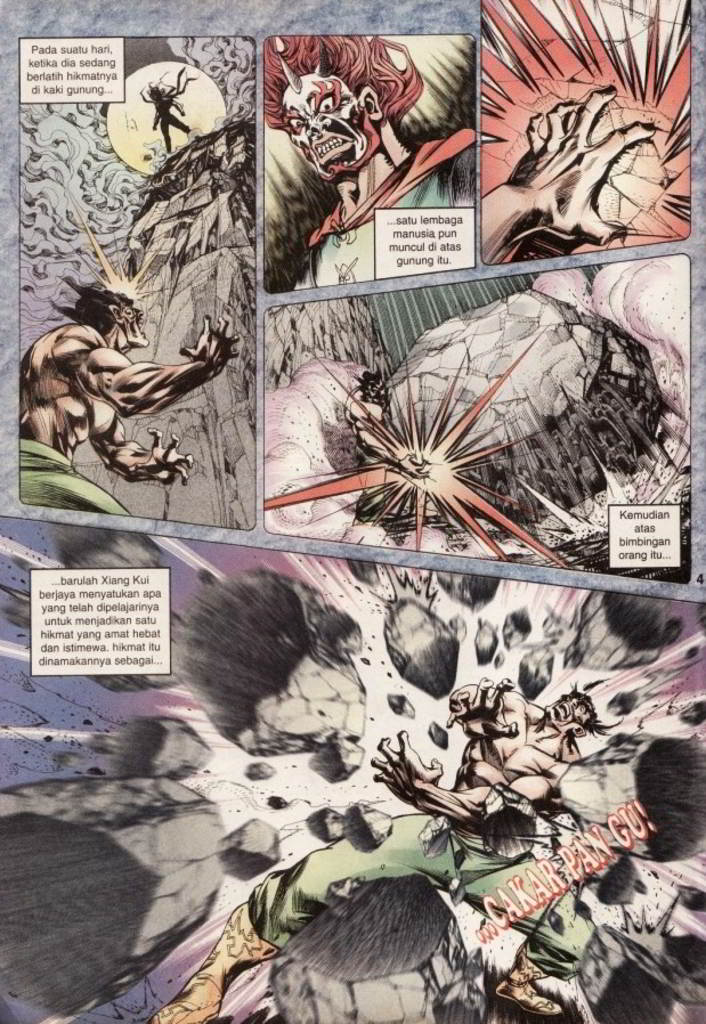 Pada suatu hari,
ketika dia sedang
berlatih hikmatnya
di kaki gunung...
...satu lembaga
manusia pun
muncul di atas
gunung itu.
Kemudian
atas
bimbingan
orang itu...
4
...barulah Xiang Kui
berjaya menyatukan apa
yang telah dipelajarinya
untuk menjadikan satu
hikmat yang amat hebat
dan istimewa. hikmat itu
dinamakannya sebagai...
...CAKAR PAN GU!